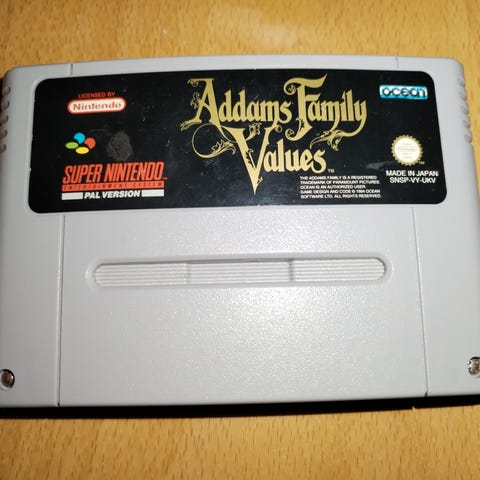 LICENSED BY
Nintendo
Addams Family
Values™
ocean
SUPER NINTENDO
ENTERTAINMENT SYSTEM
PAL VERSION
THE ADDAMS FAMILY IS A REGISTERED
TRADEMARK OF PARAMOUNT PICTURES.
OCEAN IS AN AUTHORIZED USER.
GAME DESIGN AND CODE © 1994 OCEAN
SOFTWARE LTD. ALL RIGHTS RESERVED.
MADE IN JAPAN
SNSP-VY-UKV